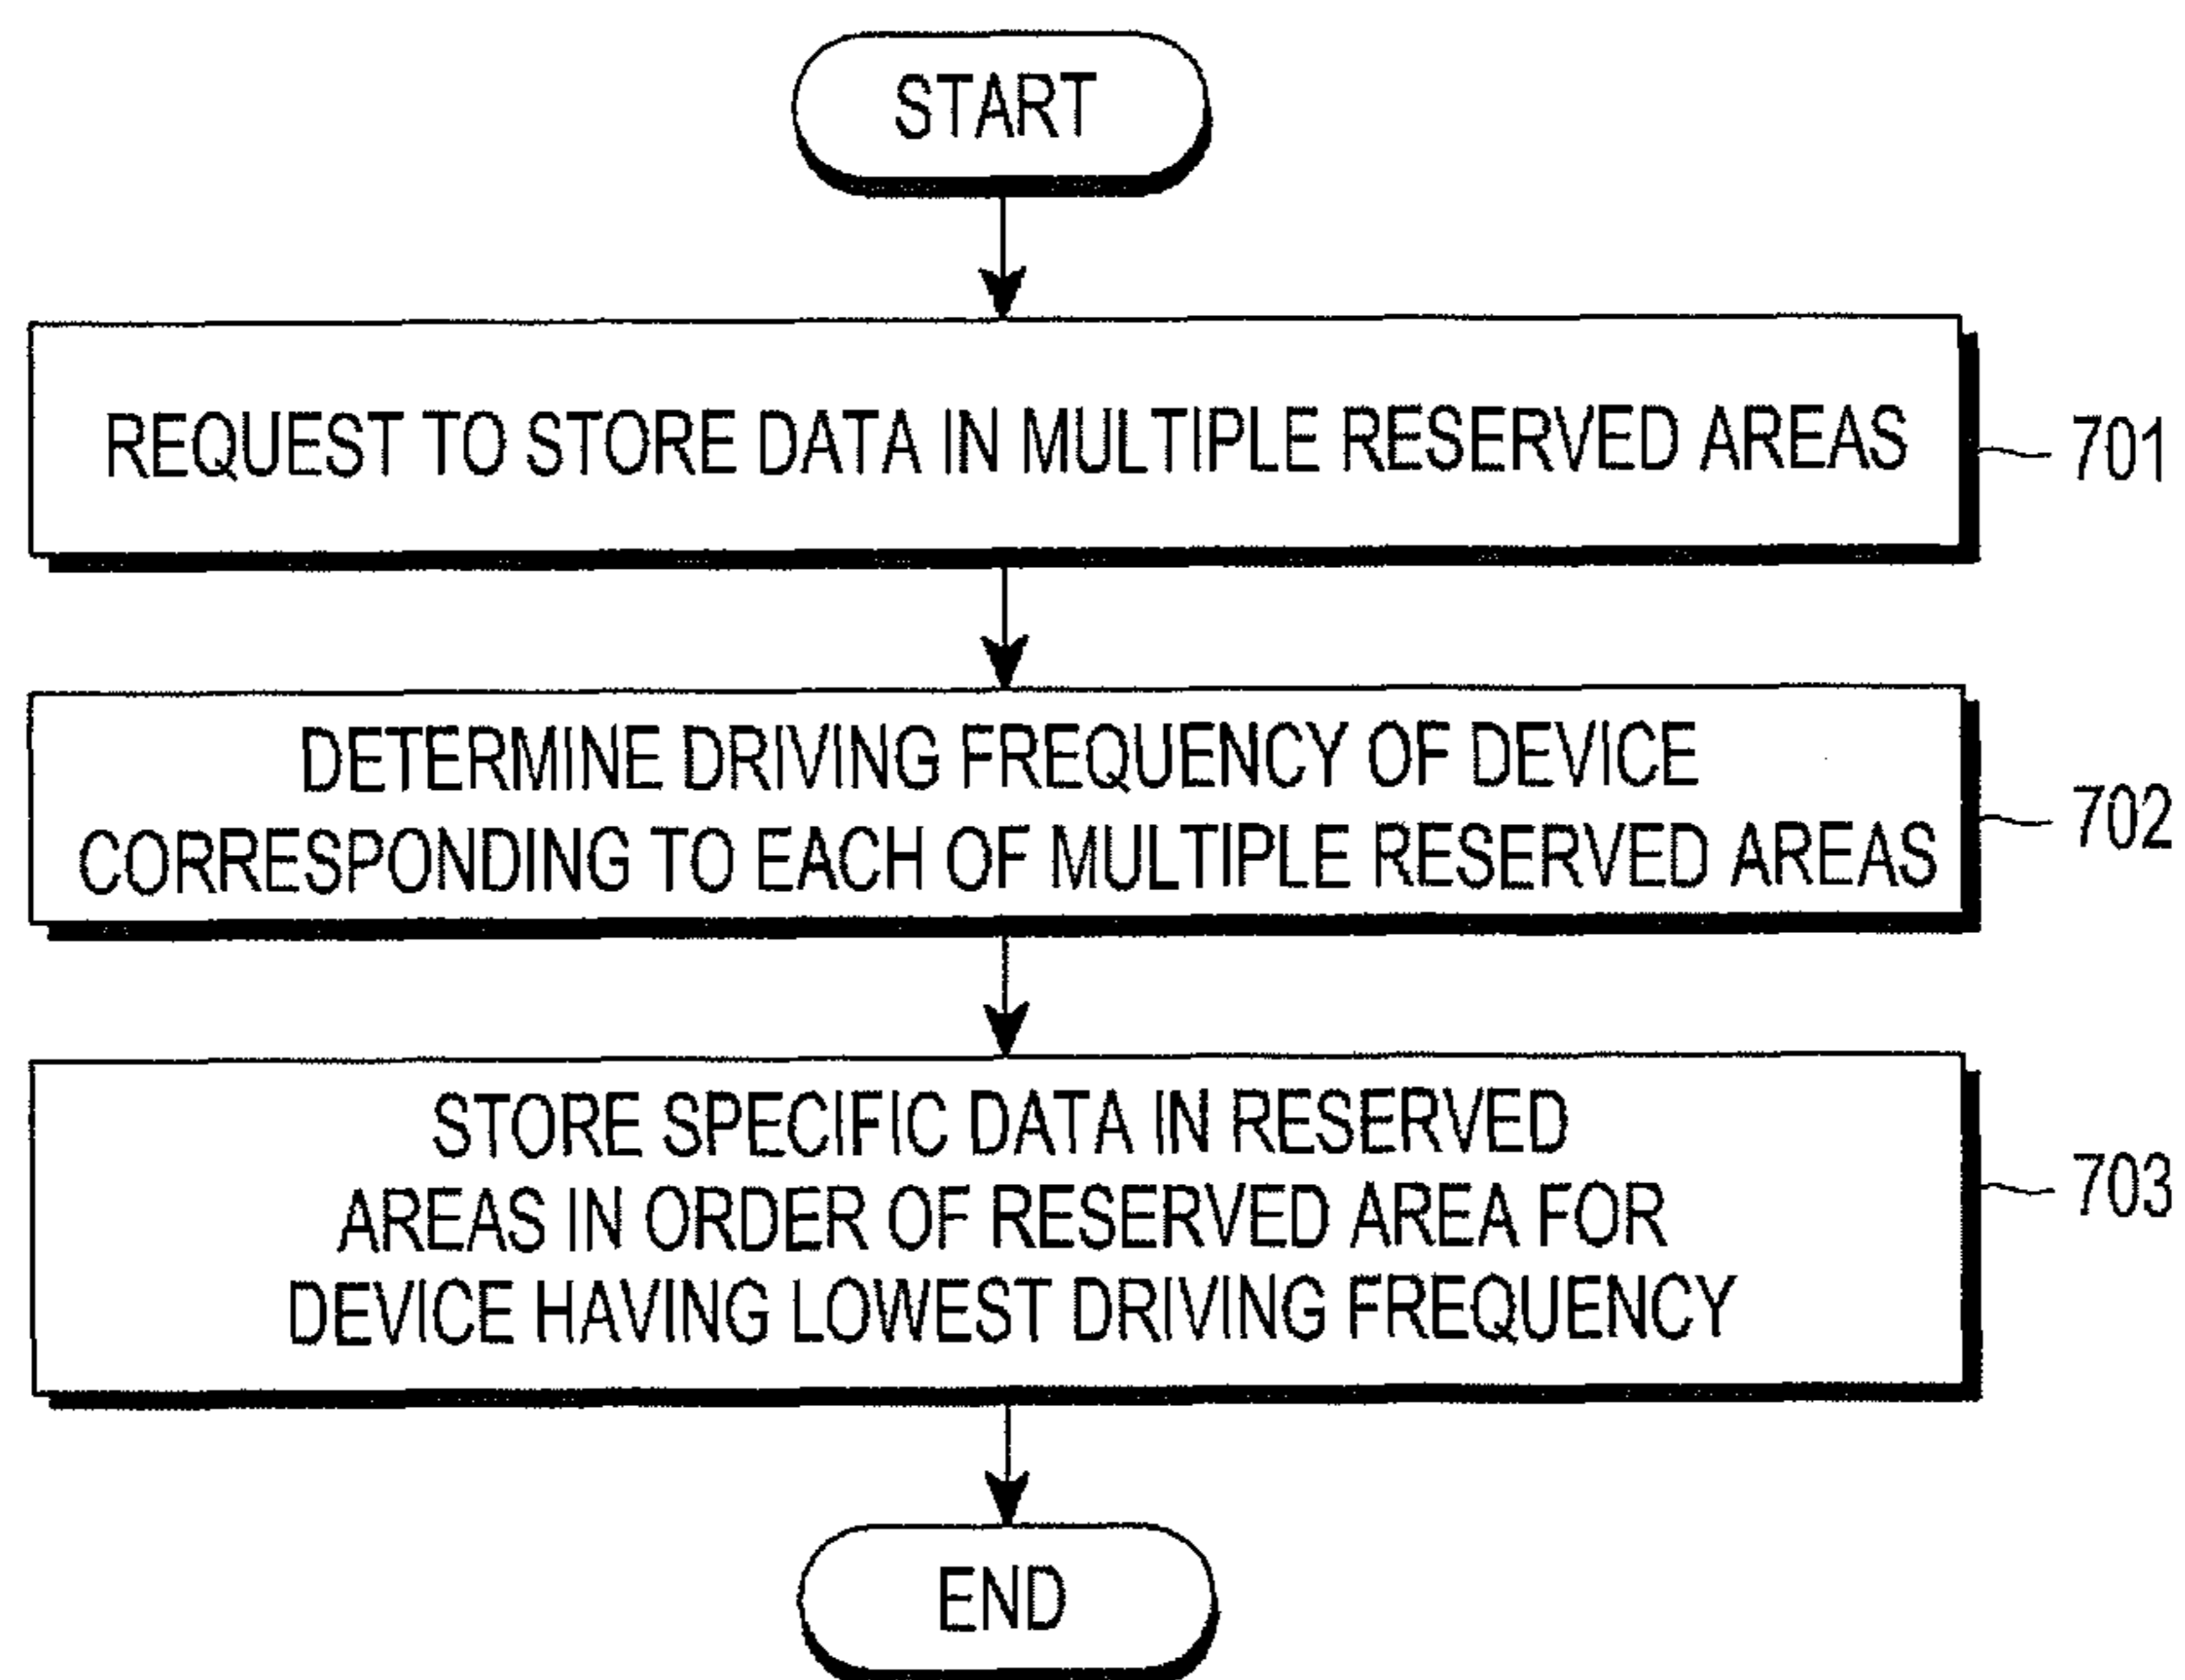 START
REQUEST TO STORE DATA IN MULTIPLE RESERVED AREAS
701
DETERMINE DRIVING FREQUENCY OF DEVICE
CORRESPONDING TO EACH OF MULTIPLE RESERVED AREAS
702
STORE SPECIFIC DATA IN RESERVED
AREAS IN ORDER OF RESERVED AREA FOR
DEVICE HAVING LOWEST DRIVING FREQUENCY
703
END